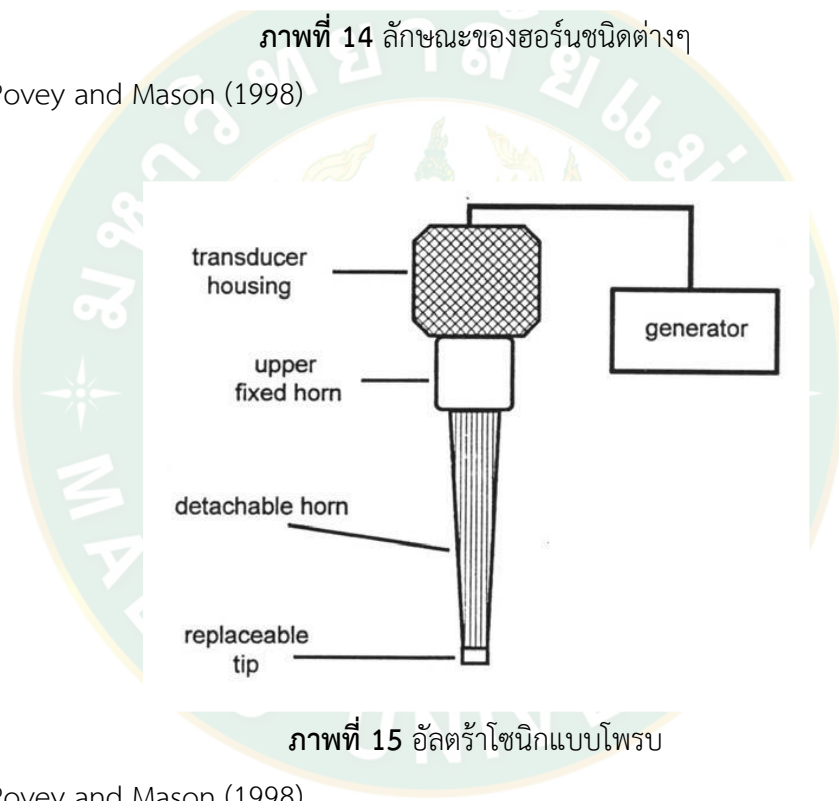 ภาพที่ 14 ลักษณะของฮอร์นชนิดต่างๆ
Povey and Mason (1998)
transducer
housing
generator
upper
fixed horn
detachable horn
replaceable
tip
ภาพที่ 15 อัลตร้าโซนิกแบบโพรบ
Povey and Mason (1998)